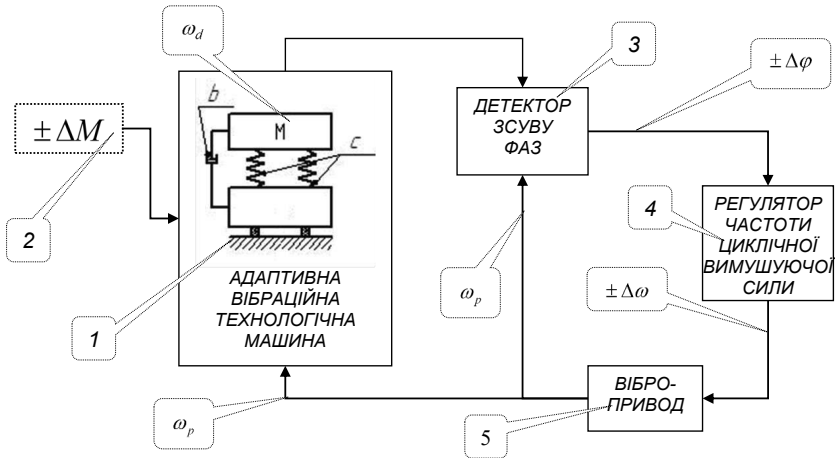 ω_d
3
± Δφ
b
M
c
ДЕТЕКТОР
ЗСУВУ
ФАЗ
± ΔM
2
4
РЕГУЛЯТОР
ЧАСТОТИ
ЦИКЛІЧНОЇ
ВИМУШУЮЧОЇ
СИЛИ
АДАПТИВНА
ВІБРАЦІЙНА
ТЕХНОЛОГІЧНА
МАШИНА
ω_p
± Δω
1
ω_p
ВІБРО-
ПРИВОД
5